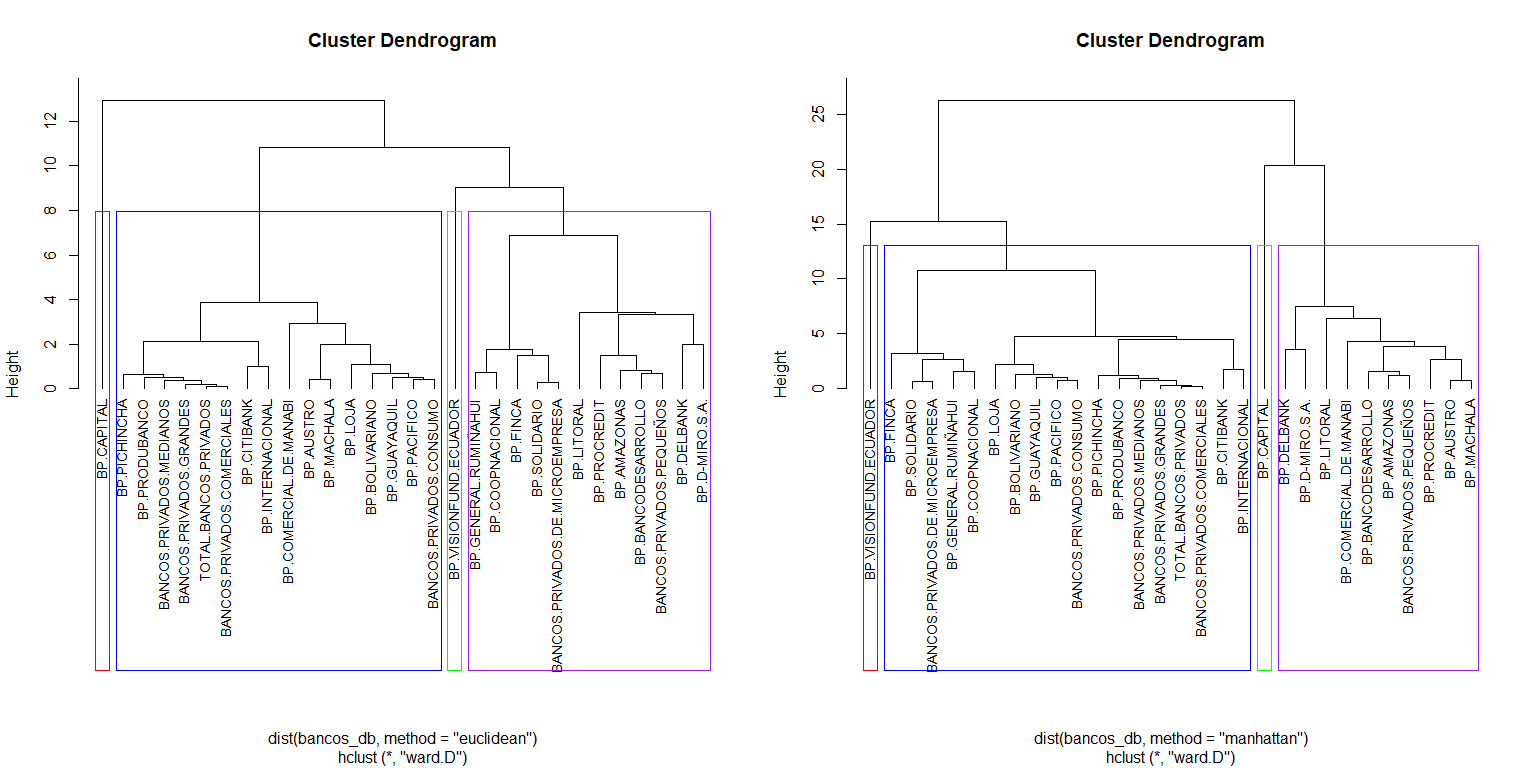 Cluster Dendrogram
Height
12
10
8
6
4
2
0
BP.CAPITAL
BP.PICHINCHA
BP.PRODUBANCO
BANCOS.PRIVADOS.MEDIANOS
BANCOS.PRIVADOS.GRANDES
TOTAL.BANCOS.PRIVADOS
BANCOS.PRIVADOS.COMERCIALES
BP.CITIBANK
BP.INTERNACIONAL
BP.COMERCIAL.DE.MANABI
BP.AUSTRO
BP.MACHALA
BP.LOJA
BP.BOLIVARIANO
BP.GUAYAQUIL
BP.PACIFICO
BANCOS.PRIVADOS.CONSUMO
BP.VISIONFUND.ECUADOR
BP.GENERAL.RUMIÑAHUI
BP.COOPNACIONAL
BP.FINCA
BP.SOLIDARIO
BANCOS.PRIVADOS.DE.MICROEMPRESA
BP.LITORAL
BP.PROCREDIT
BP.AMAZONAS
BP.BANCODESARROLLO
BANCOS.PRIVADOS.PEQUEÑOS
BP.DELBANK
BP.D-MIRO.S.A.
dist(bancos_db, method = "euclidean")
hclust (*, "ward.D")
Cluster Dendrogram
Height
25
20
15
10
5
0
BP.VISIONFUND.ECUADOR
BP.FINCA
BP.SOLIDARIO
BANCOS.PRIVADOS.DE.MICROEMPRESA
BP.GENERAL.RUMIÑAHUI
BP.COOPNACIONAL
BP.LOJA
BP.BOLIVARIANO
BP.GUAYAQUIL
BP.PACIFICO
BANCOS.PRIVADOS.CONSUMO
BP.PICHINCHA
BP.PRODUBANCO
BANCOS.PRIVADOS.MEDIANOS
BANCOS.PRIVADOS.GRANDES
TOTAL.BANCOS.PRIVADOS
BANCOS.PRIVADOS.COMERCIALES
BP.CITIBANK
BP.INTERNACIONAL
BP.CAPITAL
BP.DELBANK
BP.D-MIRO.S.A.
BP.LITORAL
BP.COMERCIAL.DE.MANABI
BP.BANCODESARROLLO
BP.AMAZONAS
BANCOS.PRIVADOS.PEQUEÑOS
BP.PROCREDIT
BP.AUSTRO
BP.MACHALA
dist(bancos_db, method = "manhattan")
hclust (*, "ward.D")